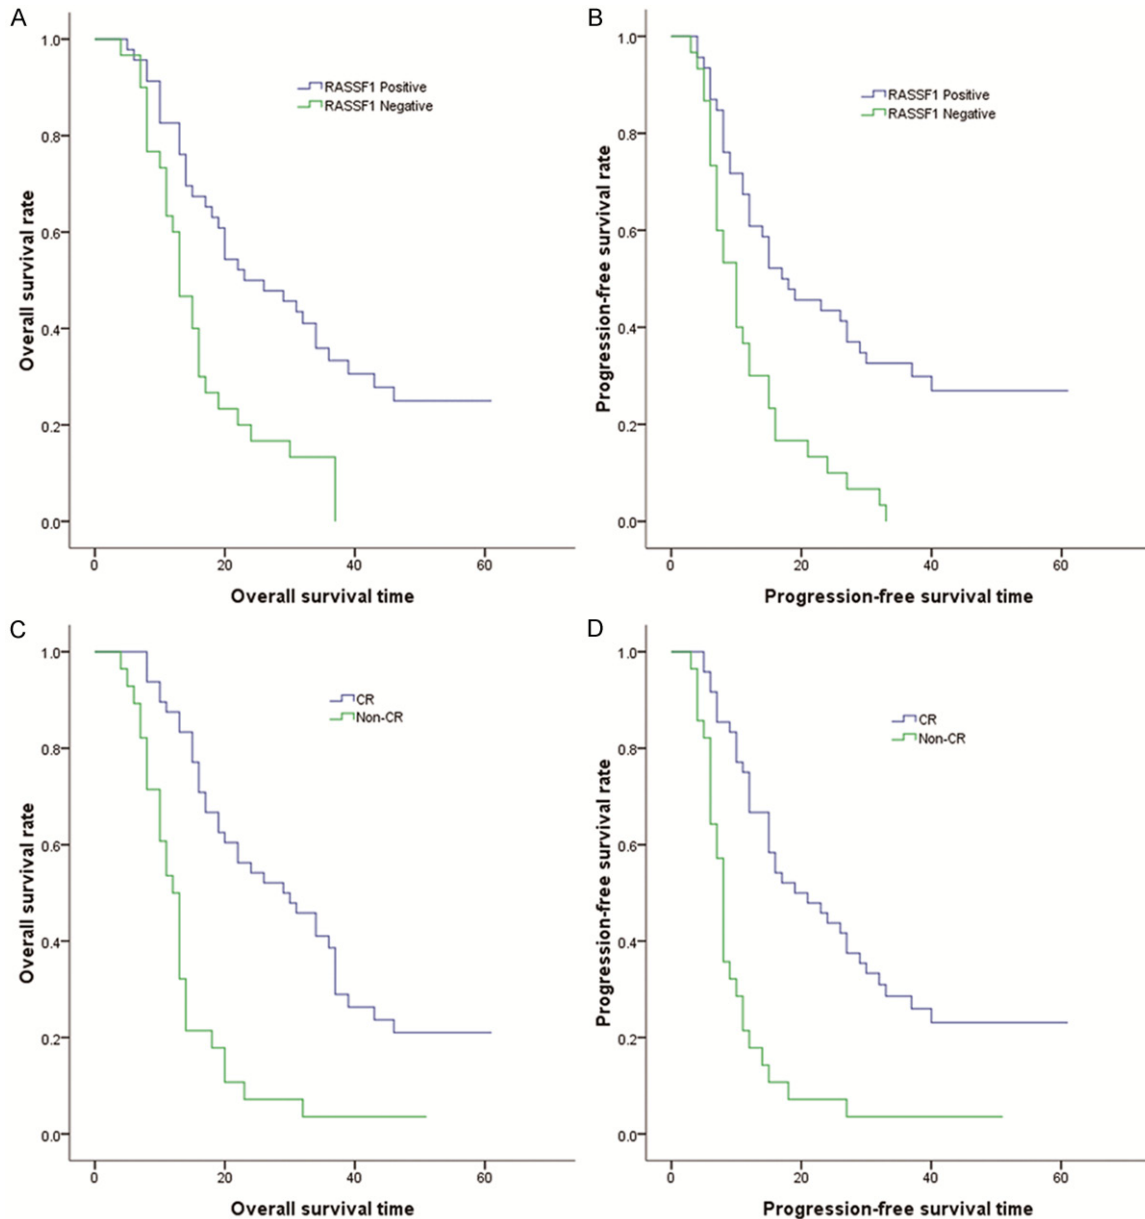 A
Overall survival rate
1.0
0.8
0.6
0.4
0.2
0.0
RASSF1 Positive
RASSF1 Negative
0 20 40 60
Overall survival time
B
Progression-free survival rate
1.0
0.8
0.6
0.4
0.2
0.0
RASSF1 Positive
RASSF1 Negative
0 20 40 60
Progression-free survival time
C
Overall survival rate
1.0
0.8
0.6
0.4
0.2
0.0
CR
Non-CR
0 20 40 60
Overall survival time
D
Progression-free survival rate
1.0
0.8
0.6
0.4
0.2
0.0
CR
Non-CR
0 20 40 60
Progression-free survival time